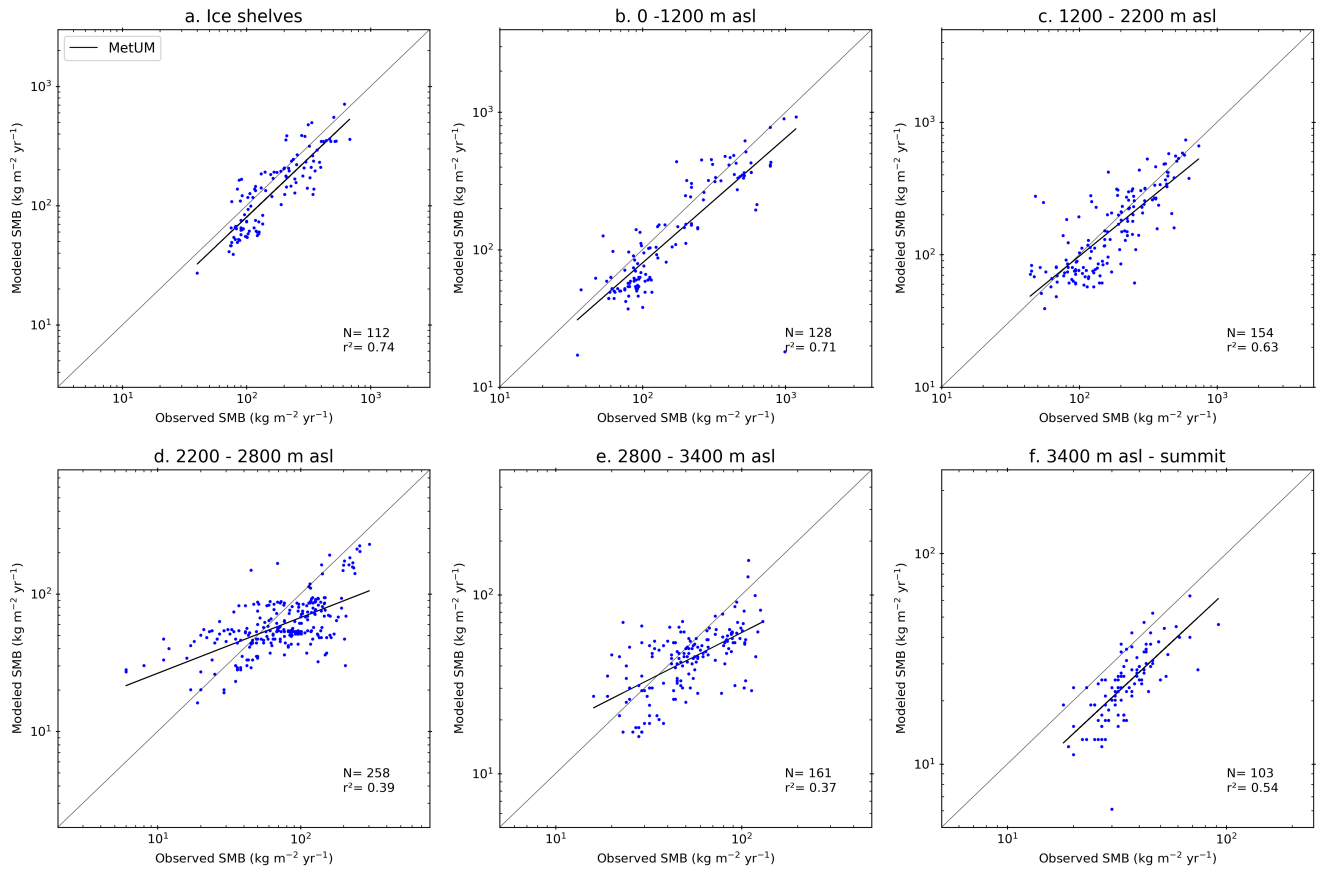 a. Ice shelves
MetUM
10³
10²
10¹
Modeled SMB (kg m⁻² yr⁻¹)
N= 112
r²= 0.74
10¹ 10² 10³
Observed SMB (kg m⁻² yr⁻¹)
b. 0 -1200 m asl
10³
10²
10¹
Modeled SMB (kg m⁻² yr⁻¹)
N= 128
r²= 0.71
10¹ 10² 10³
Observed SMB (kg m⁻² yr⁻¹)
c. 1200 - 2200 m asl
10³
10²
10¹
Modeled SMB (kg m⁻² yr⁻¹)
N= 154
r²= 0.63
10¹ 10² 10³
Observed SMB (kg m⁻² yr⁻¹)
d. 2200 - 2800 m asl
10²
10¹
Modeled SMB (kg m⁻² yr⁻¹)
N= 258
r²= 0.39
10¹ 10²
Observed SMB (kg m⁻² yr⁻¹)
e. 2800 - 3400 m asl
10²
10¹
Modeled SMB (kg m⁻² yr⁻¹)
N= 161
r²= 0.37
10¹ 10²
Observed SMB (kg m⁻² yr⁻¹)
f. 3400 m asl - summit
10²
10¹
Modeled SMB (kg m⁻² yr⁻¹)
N= 103
r²= 0.54
10¹ 10²
Observed SMB (kg m⁻² yr⁻¹)